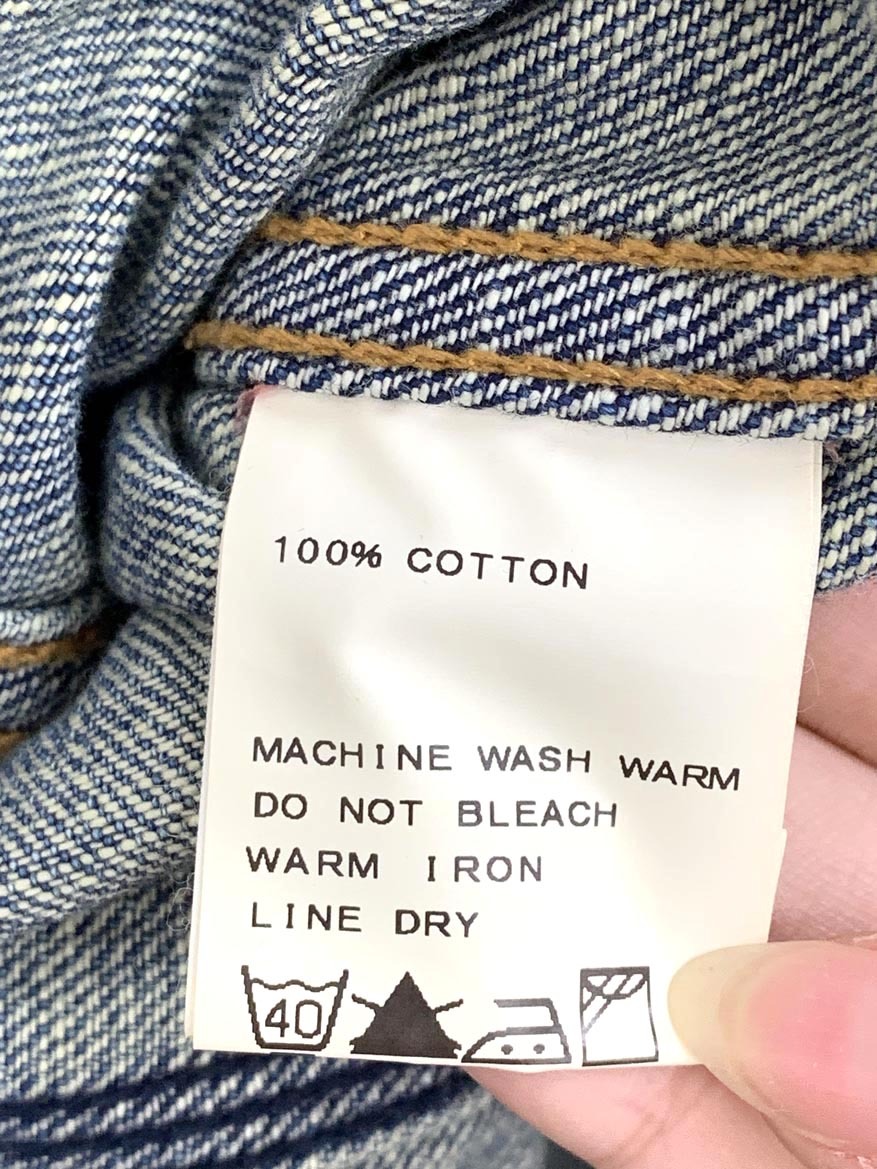 100% COTTON
MACHINE WASH WARM
DO NOT BLEACH
WARM IRON
LINE DRY
40